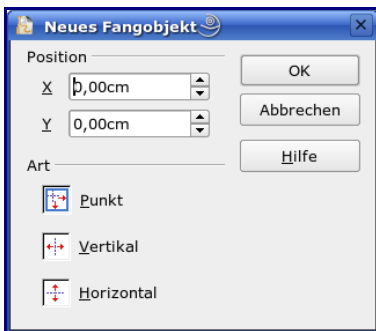 Neues Fangobjekt
Position
X 0,00cm
Y 0,00cm
OK
Abbrechen
Hilfe
Art
Punkt
Vertikal
Horizontal